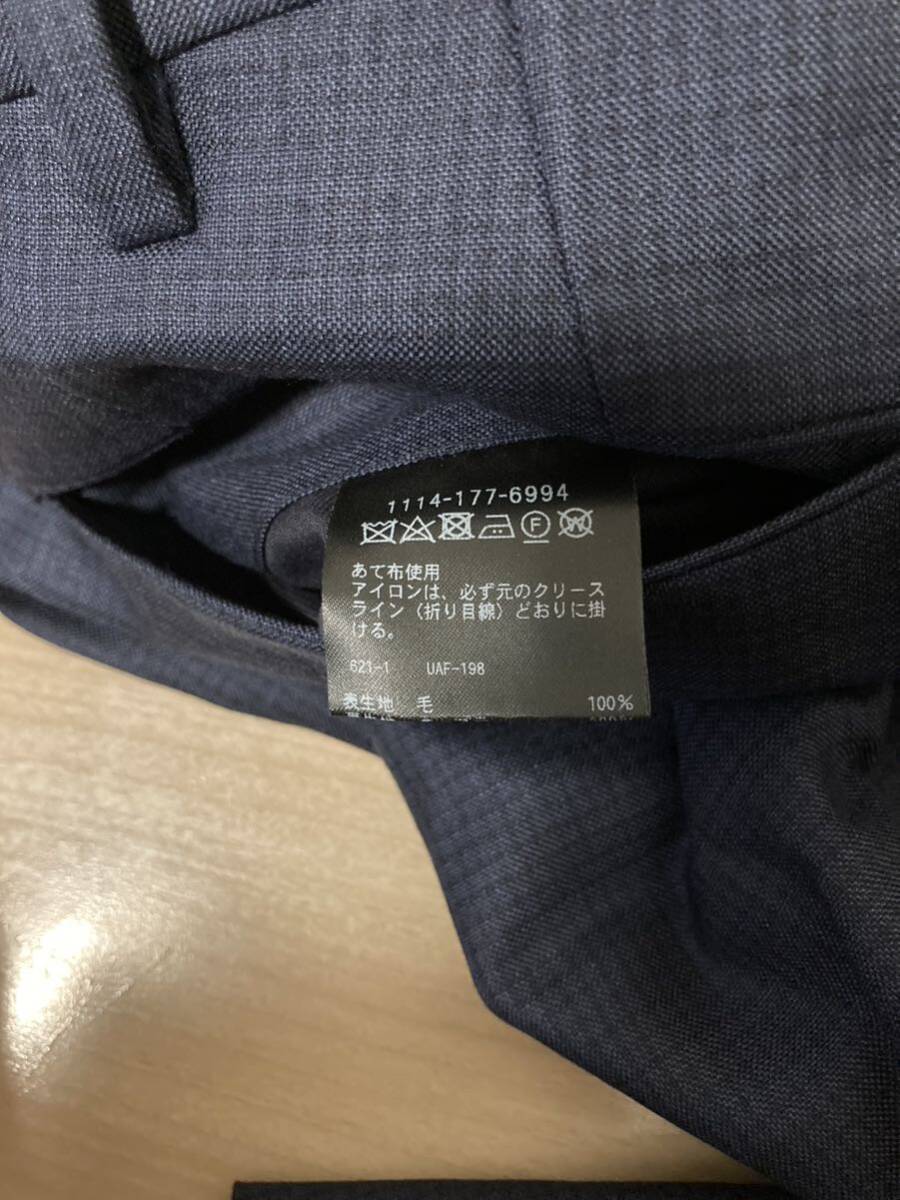 1114-177-6994
F W
あて布使用
アイロンは、必ず元のクリース
ライン（折り目線）どおりに掛
ける。
621-1 UAF-198
表生地 毛 100%